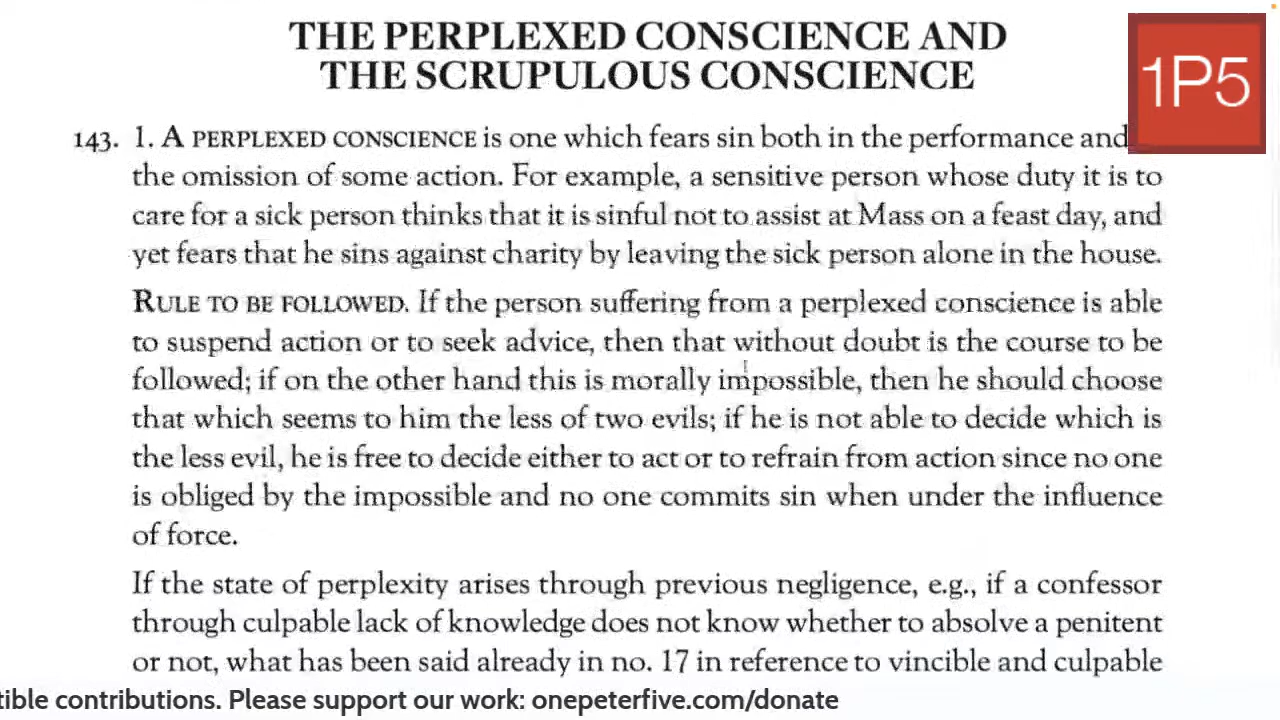 THE PERPLEXED CONSCIENCE AND
THE SCRUPULOUS CONSCIENCE
1P5
143. 1. A PERPLEXED CONSCIENCE is one which fears sin both in the performance and
the omission of some action. For example, a sensitive person whose duty it is to
care for a sick person thinks that it is sinful not to assist at Mass on a feast day, and
yet fears that he sins against charity by leaving the sick person alone in the house.
RULE TO BE FOLLOWED. If the person suffering from a perplexed conscience is able
to suspend action or to seek advice, then that without doubt is the course to be
followed; if on the other hand this is morally impossible, then he should choose
that which seems to him the less of two evils; if he is not able to decide which is
the less evil, he is free to decide either to act or to refrain from action since no one
is obliged by the impossible and no one commits sin when under the influence
of force.
If the state of perplexity arises through previous negligence, e.g., if a confessor
through culpable lack of knowledge does not know whether to absolve a penitent
or not, what has been said already in no. 17 in reference to vincible and culpable
tible contributions. Please support our work: onepeterfive.com/donate